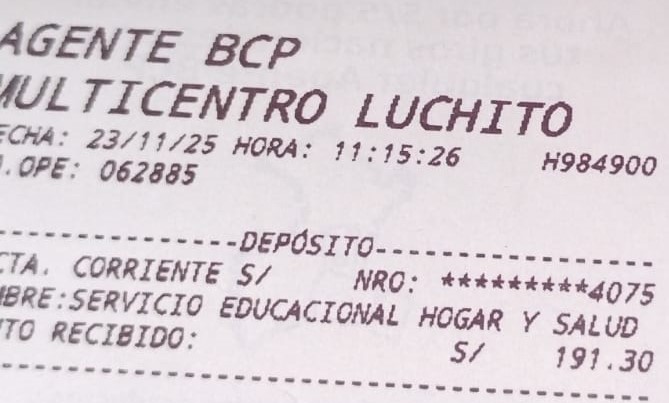 AGENTE BCP
MULTICENTRO LUCHITO
ECHA: 23/11/25 HORA: 11:15:26 H984900
.OPE: 062885
DEPÓSITO
CTA. CORRIENTE S/ NRO: *********4075
MBRE:SERVICIO EDUCACIONAL HOGAR Y SALUD
NTO RECIBIDO: S/ 191.30